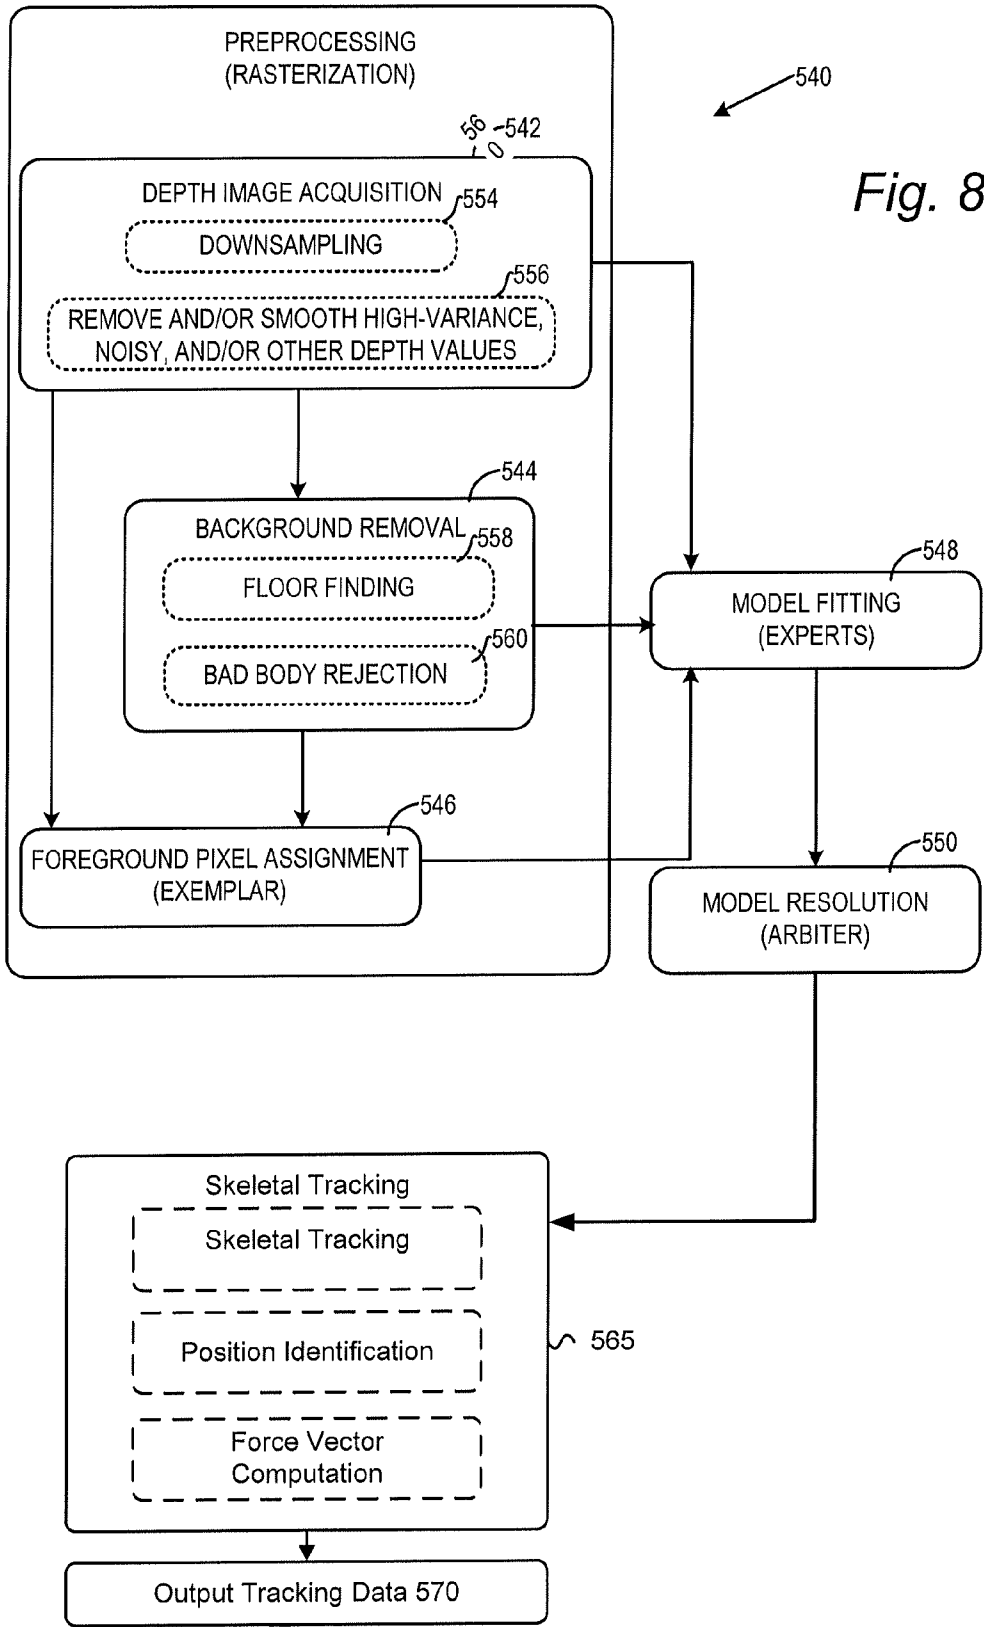 PREPROCESSING
(RASTERIZATION)
540
56
0
542
Fig. 8
DEPTH IMAGE ACQUISITION
554
DOWNSAMPLING
556
REMOVE AND/OR SMOOTH HIGH-VARIANCE,
NOISY, AND/OR OTHER DEPTH VALUES
544
BACKGROUND REMOVAL
558
FLOOR FINDING
548
MODEL FITTING
(EXPERTS)
560
BAD BODY REJECTION
546
FOREGROUND PIXEL ASSIGNMENT
(EXEMPLAR)
550
MODEL RESOLUTION
(ARBITER)
Skeletal Tracking
Skeletal Tracking
Position Identification
565
Force Vector
Computation
Output Tracking Data 570